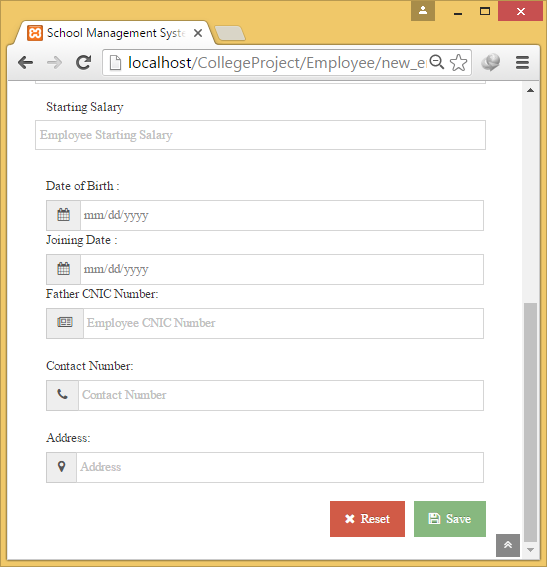 School Management Syste
localhost/CollegeProject/Employee/new_e
Starting Salary
Employee Starting Salary
Date of Birth :
mm/dd/yyyy
Joining Date :
mm/dd/yyyy
Father CNIC Number:
Employee CNIC Number
Contact Number:
Contact Number
Address:
Address
Reset
Save